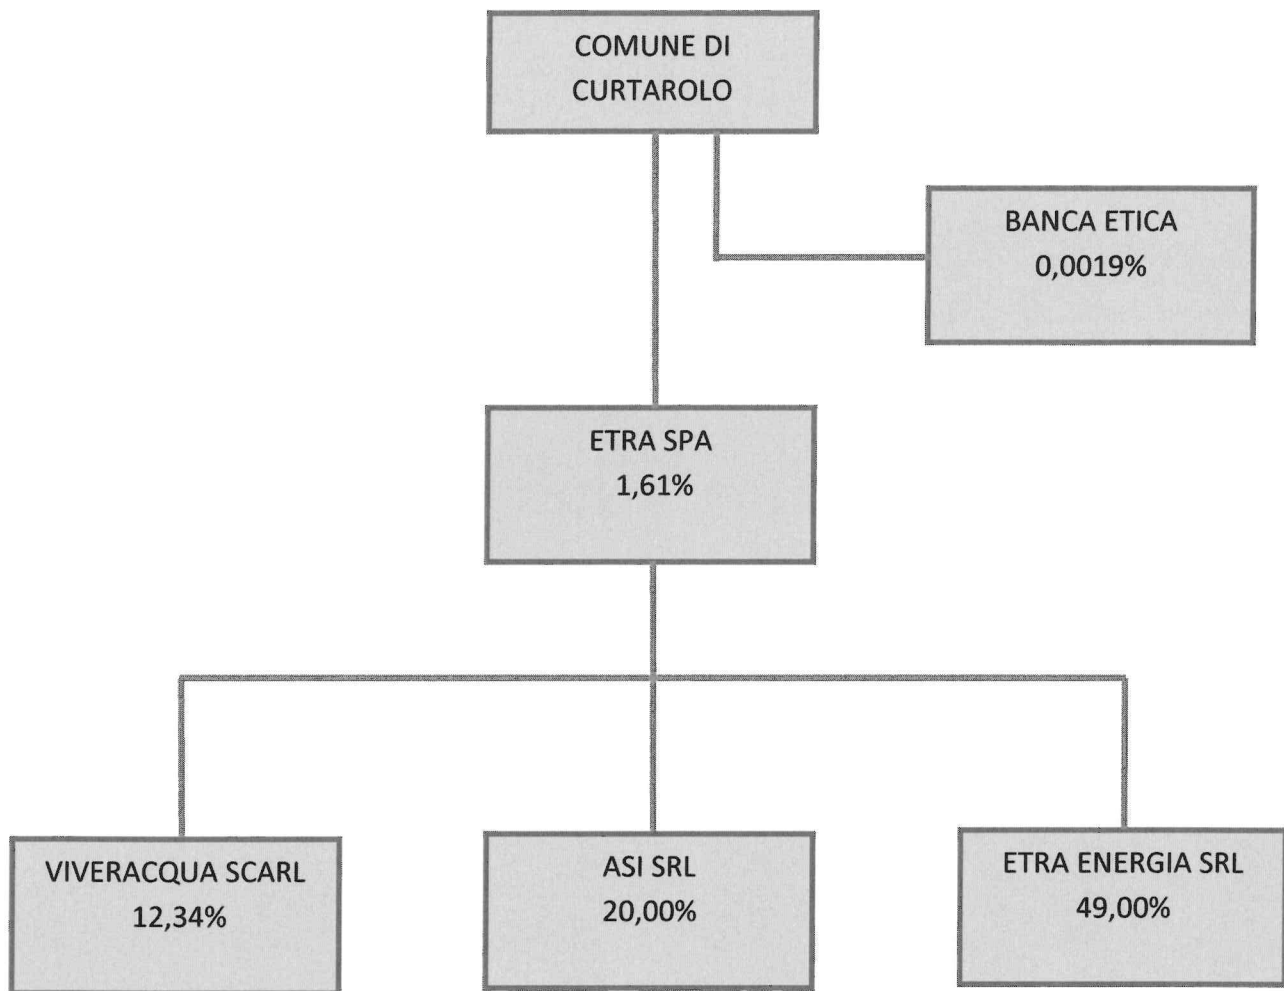 COMUNE DI
CURTAROLO
BANCA ETICA
0,0019%
ETRA SPA
1,61%
VIVERACQUA SCARL
12,34%
ASI SRL
20,00%
ETRA ENERGIA SRL
49,00%